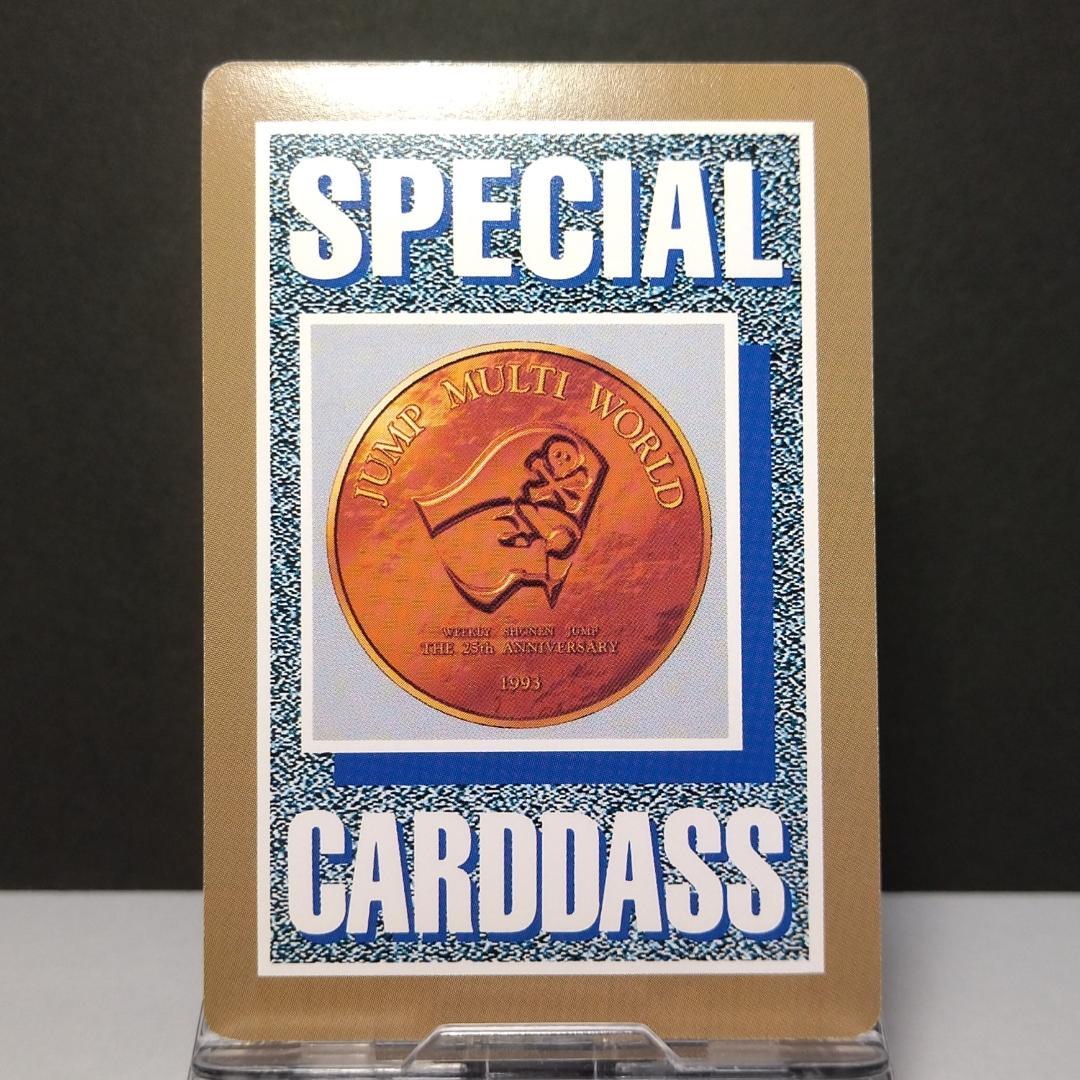 SPECIAL
JUMP MULTI WORLD
WEEKLY SHONEN JUMP
THE 25th ANNIVERSARY
1993
CARDDASS